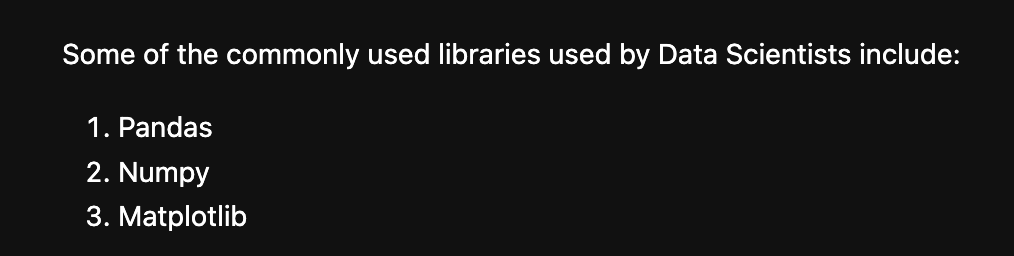 Some of the commonly used libraries used by Data Scientists include:
1. Pandas
2. Numpy
3. Matplotlib